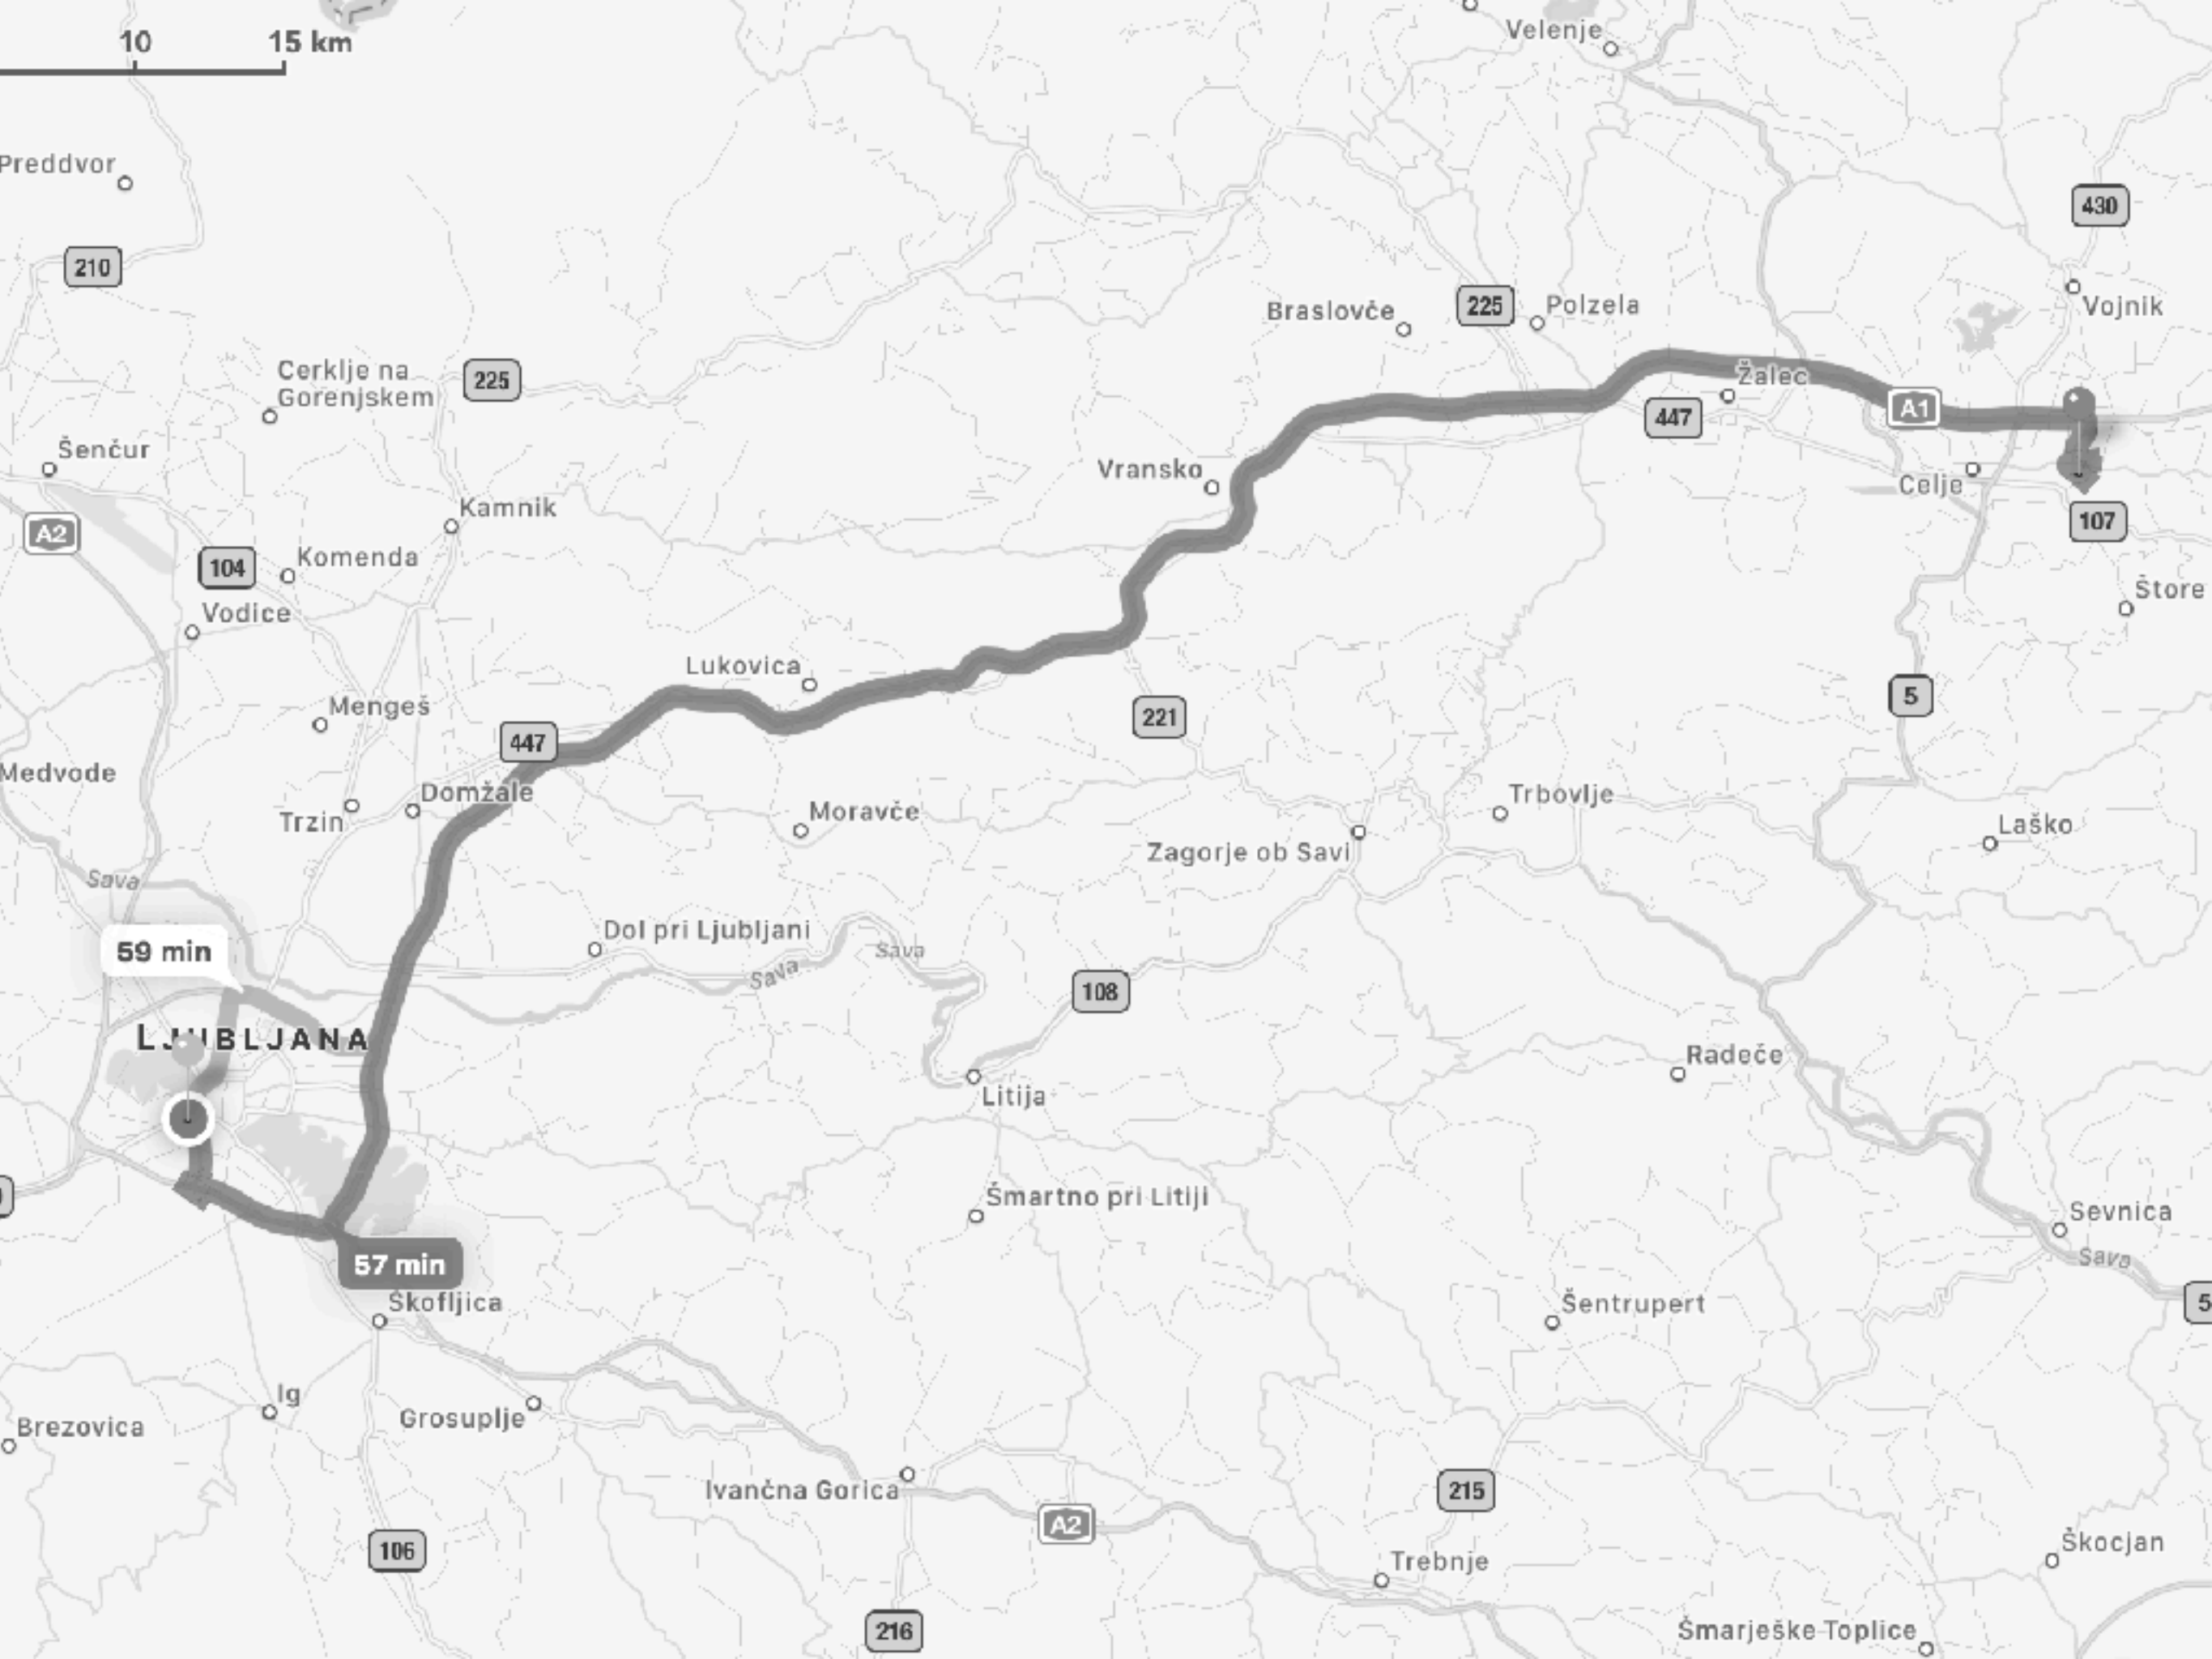 Velenje
10 15 km
Preddvor
430
210
Braslovče
225
Polzela
Vojnik
Cerklje na
Gorenjskem
225
Žalec
A1
447
Šenčur
Vransko
Celje
Kamnik
A2
107
Komenda
104
Štore
Vodice
Lukovica
5
Mengeš
221
447
Medvode
Domžale
Trbovlje
Trzin
Moravče
Laško
Zagorje ob Savi
Sava
Dol pri Ljubljani
59 min
Sava
Sava
108
LJUBLJANA
Radeče
Litija
Šmartno pri Litiji
Sevnica
Sava
57 min
Škofljica
Šentrupert
5
Ig
Grosuplje
Brezovica
Ivančna Gorica
215
A2
106
Škocjan
Trebnje
216
Šmarješke Toplice